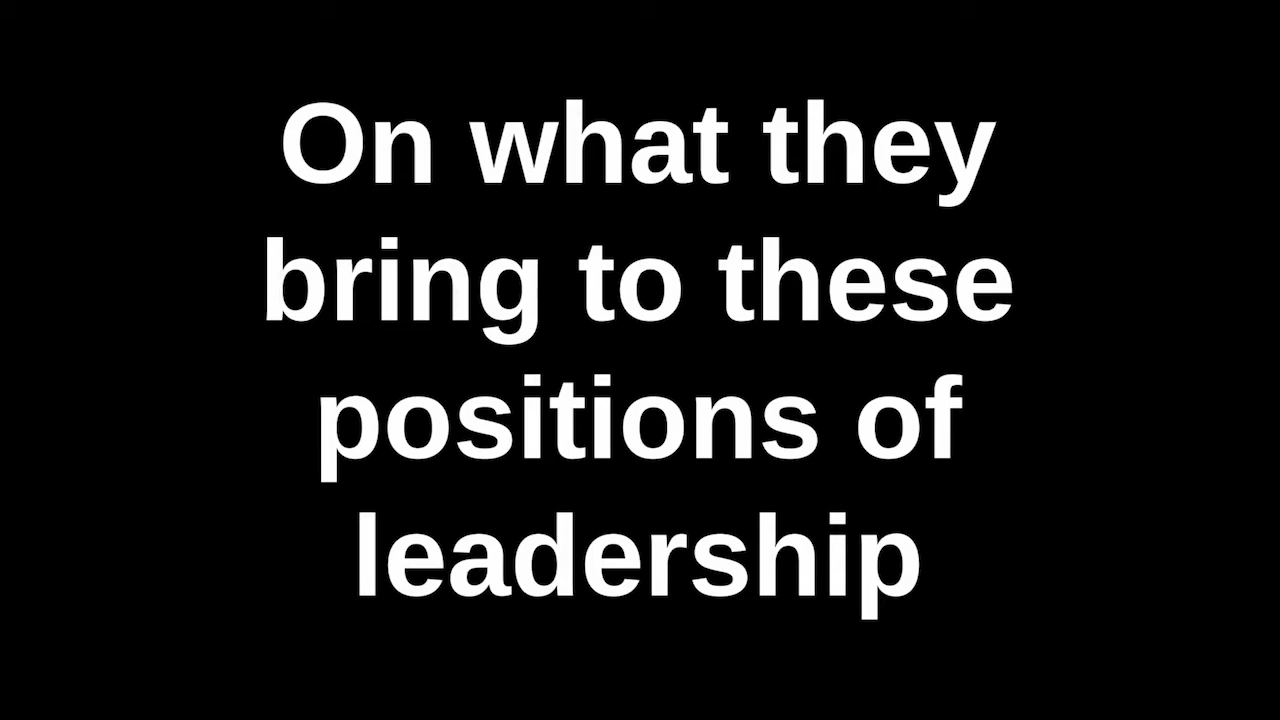 On what they
bring to these
positions of
leadership